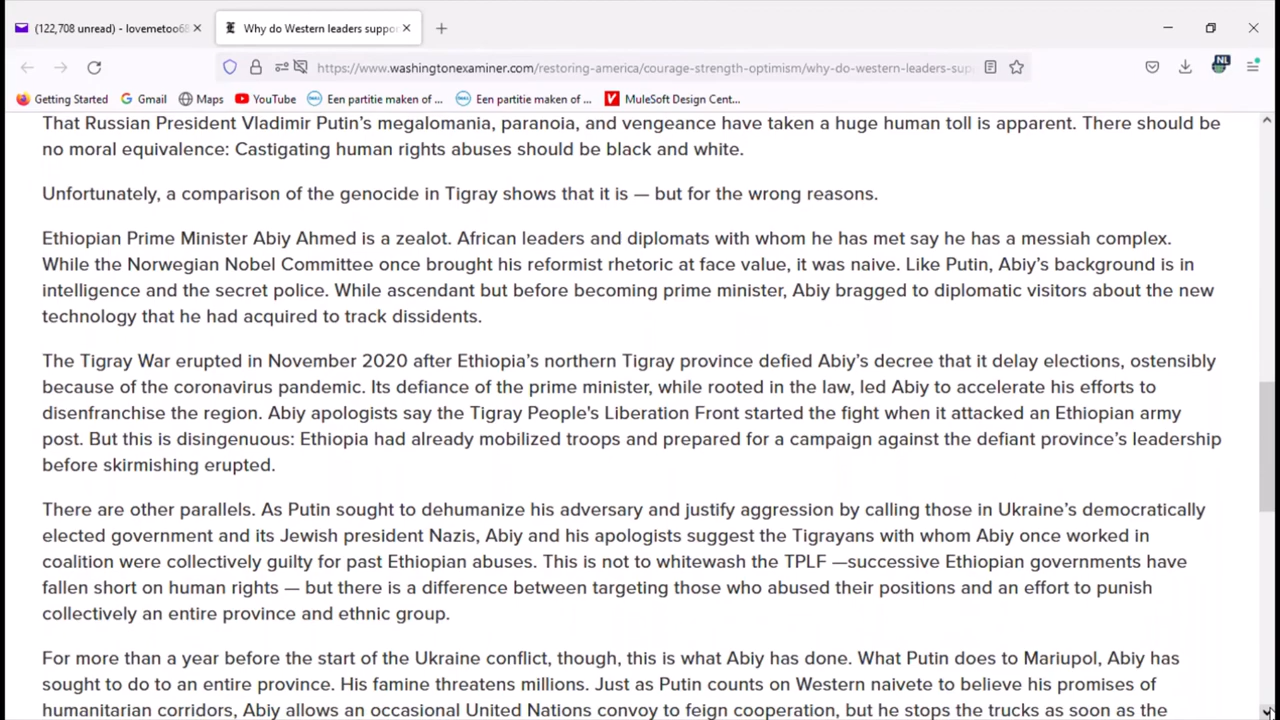 (122,708 unread) - lovemetoo65
Why do Western leaders suppo
https://www.washingtonexaminer.com/restoring-america/courage-strength-optimism/why-do-western-leaders-sup
NL
Getting Started
Gmail
Maps
YouTube
Een partitie maken of ...
Een partitie maken of ...
MuleSoft Design Cent...
That Russian President Vladimir Putin's megalomania, paranoia, and vengeance have taken a huge human toll is apparent. There should be
no moral equivalence: Castigating human rights abuses should be black and white.
Unfortunately, a comparison of the genocide in Tigray shows that it is — but for the wrong reasons.
Ethiopian Prime Minister Abiy Ahmed is a zealot. African leaders and diplomats with whom he has met say he has a messiah complex.
While the Norwegian Nobel Committee once brought his reformist rhetoric at face value, it was naive. Like Putin, Abiy's background is in
intelligence and the secret police. While ascendant but before becoming prime minister, Abiy bragged to diplomatic visitors about the new
technology that he had acquired to track dissidents.
The Tigray War erupted in November 2020 after Ethiopia's northern Tigray province defied Abiy's decree that it delay elections, ostensibly
because of the coronavirus pandemic. Its defiance of the prime minister, while rooted in the law, led Abiy to accelerate his efforts to
disenfranchise the region. Abiy apologists say the Tigray People's Liberation Front started the fight when it attacked an Ethiopian army
post. But this is disingenuous: Ethiopia had already mobilized troops and prepared for a campaign against the defiant province's leadership
before skirmishing erupted.
There are other parallels. As Putin sought to dehumanize his adversary and justify aggression by calling those in Ukraine's democratically
elected government and its Jewish president Nazis, Abiy and his apologists suggest the Tigrayans with whom Abiy once worked in
coalition were collectively guilty for past Ethiopian abuses. This is not to whitewash the TPLF —successive Ethiopian governments have
fallen short on human rights — but there is a difference between targeting those who abused their positions and an effort to punish
collectively an entire province and ethnic group.
For more than a year before the start of the Ukraine conflict, though, this is what Abiy has done. What Putin does to Mariupol, Abiy has
sought to do to an entire province. His famine threatens millions. Just as Putin counts on Western naivete to believe his promises of
humanitarian corridors, Abiy allows an occasional United Nations convoy to feign cooperation, but he stops the trucks as soon as the